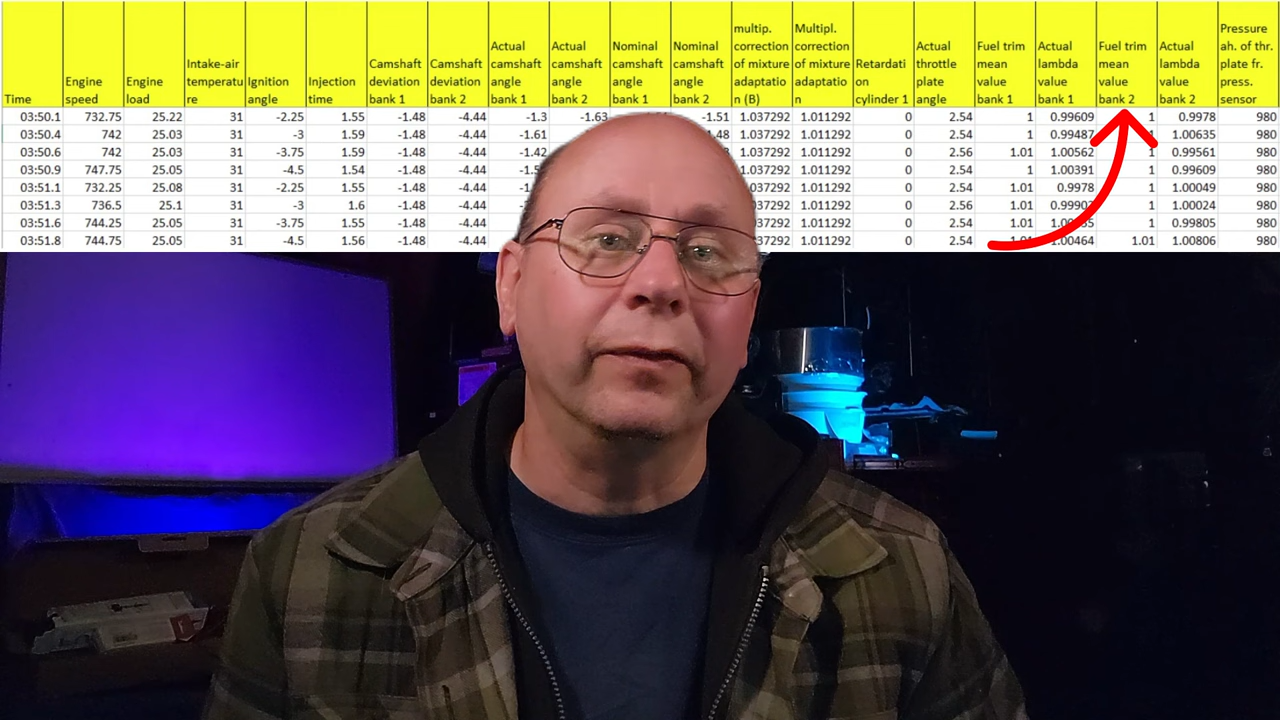 Time
Engine
speed
Engine
load
Intake-air
temperatu
re
Ignition
angle
Injection
time
Camshaft
deviation
bank 1
Camshaft
deviation
bank 2
Actual
camshaft
angle
bank 1
Actual
camshaft
angle
bank 2
Nominal
camshaft
angle
bank 1
Nominal
camshaft
angle
bank 2
multip.
correction
of mixture
adaptatio
n (B)
Multipl.
correction
of mixture
adaptatio
n
Retardati
on
cylinder 1
Actual
throttle
plate
angle
Fuel trim
mean
value
bank 1
Actual
lambda
value
bank 1
Fuel trim
mean
value
bank 2
Actual
lambda
value
bank 2
Pressure
ah. of thr.
plate fr.
press.
sensor
03:50.1 732.75 25.22 31 -2.25 1.55 -1.48 -4.44 -1.3 -1.63 -1.51 1.037292 1.011292 0 2.54 1 0.99609 1 0.9978 980
03:50.4 742 25.03 31 -3 1.59 -1.48 -4.44 -1.61 1.037292 1.011292 0 2.54 1 0.99487 1 1.00635 980
03:50.6 742 25.03 31 -3.75 1.59 -1.48 -4.44 -1.42 1.037292 1.011292 0 2.56 1.01 1.00562 1 0.99561 980
03:50.9 747.75 25.05 31 -4.5 1.54 -1.48 -4.44 1.037292 1.011292 0 2.54 1 1.00391 1 0.99609 980
03:51.1 732.25 25.08 31 -2.25 1.55 -1.48 -4.44 1.037292 1.011292 0 2.54 1.01 0.9978 1 1.00049 980
03:51.3 736.5 25.1 31 -3 1.6 -1.48 -4.44 1.011292 0 2.56 1.01 1 1.00024 980
03:51.6 744.25 25.05 31 -3.75 1.55 -1.48 -4.44 1.011292 0 2.54 1.01 1 0.99805 980
03:51.8 744.75 25.05 31 -4.5 1.56 -1.48 -4.44 1.011292 0 2.54 1.01 1.00464 1.01 1.00806 980